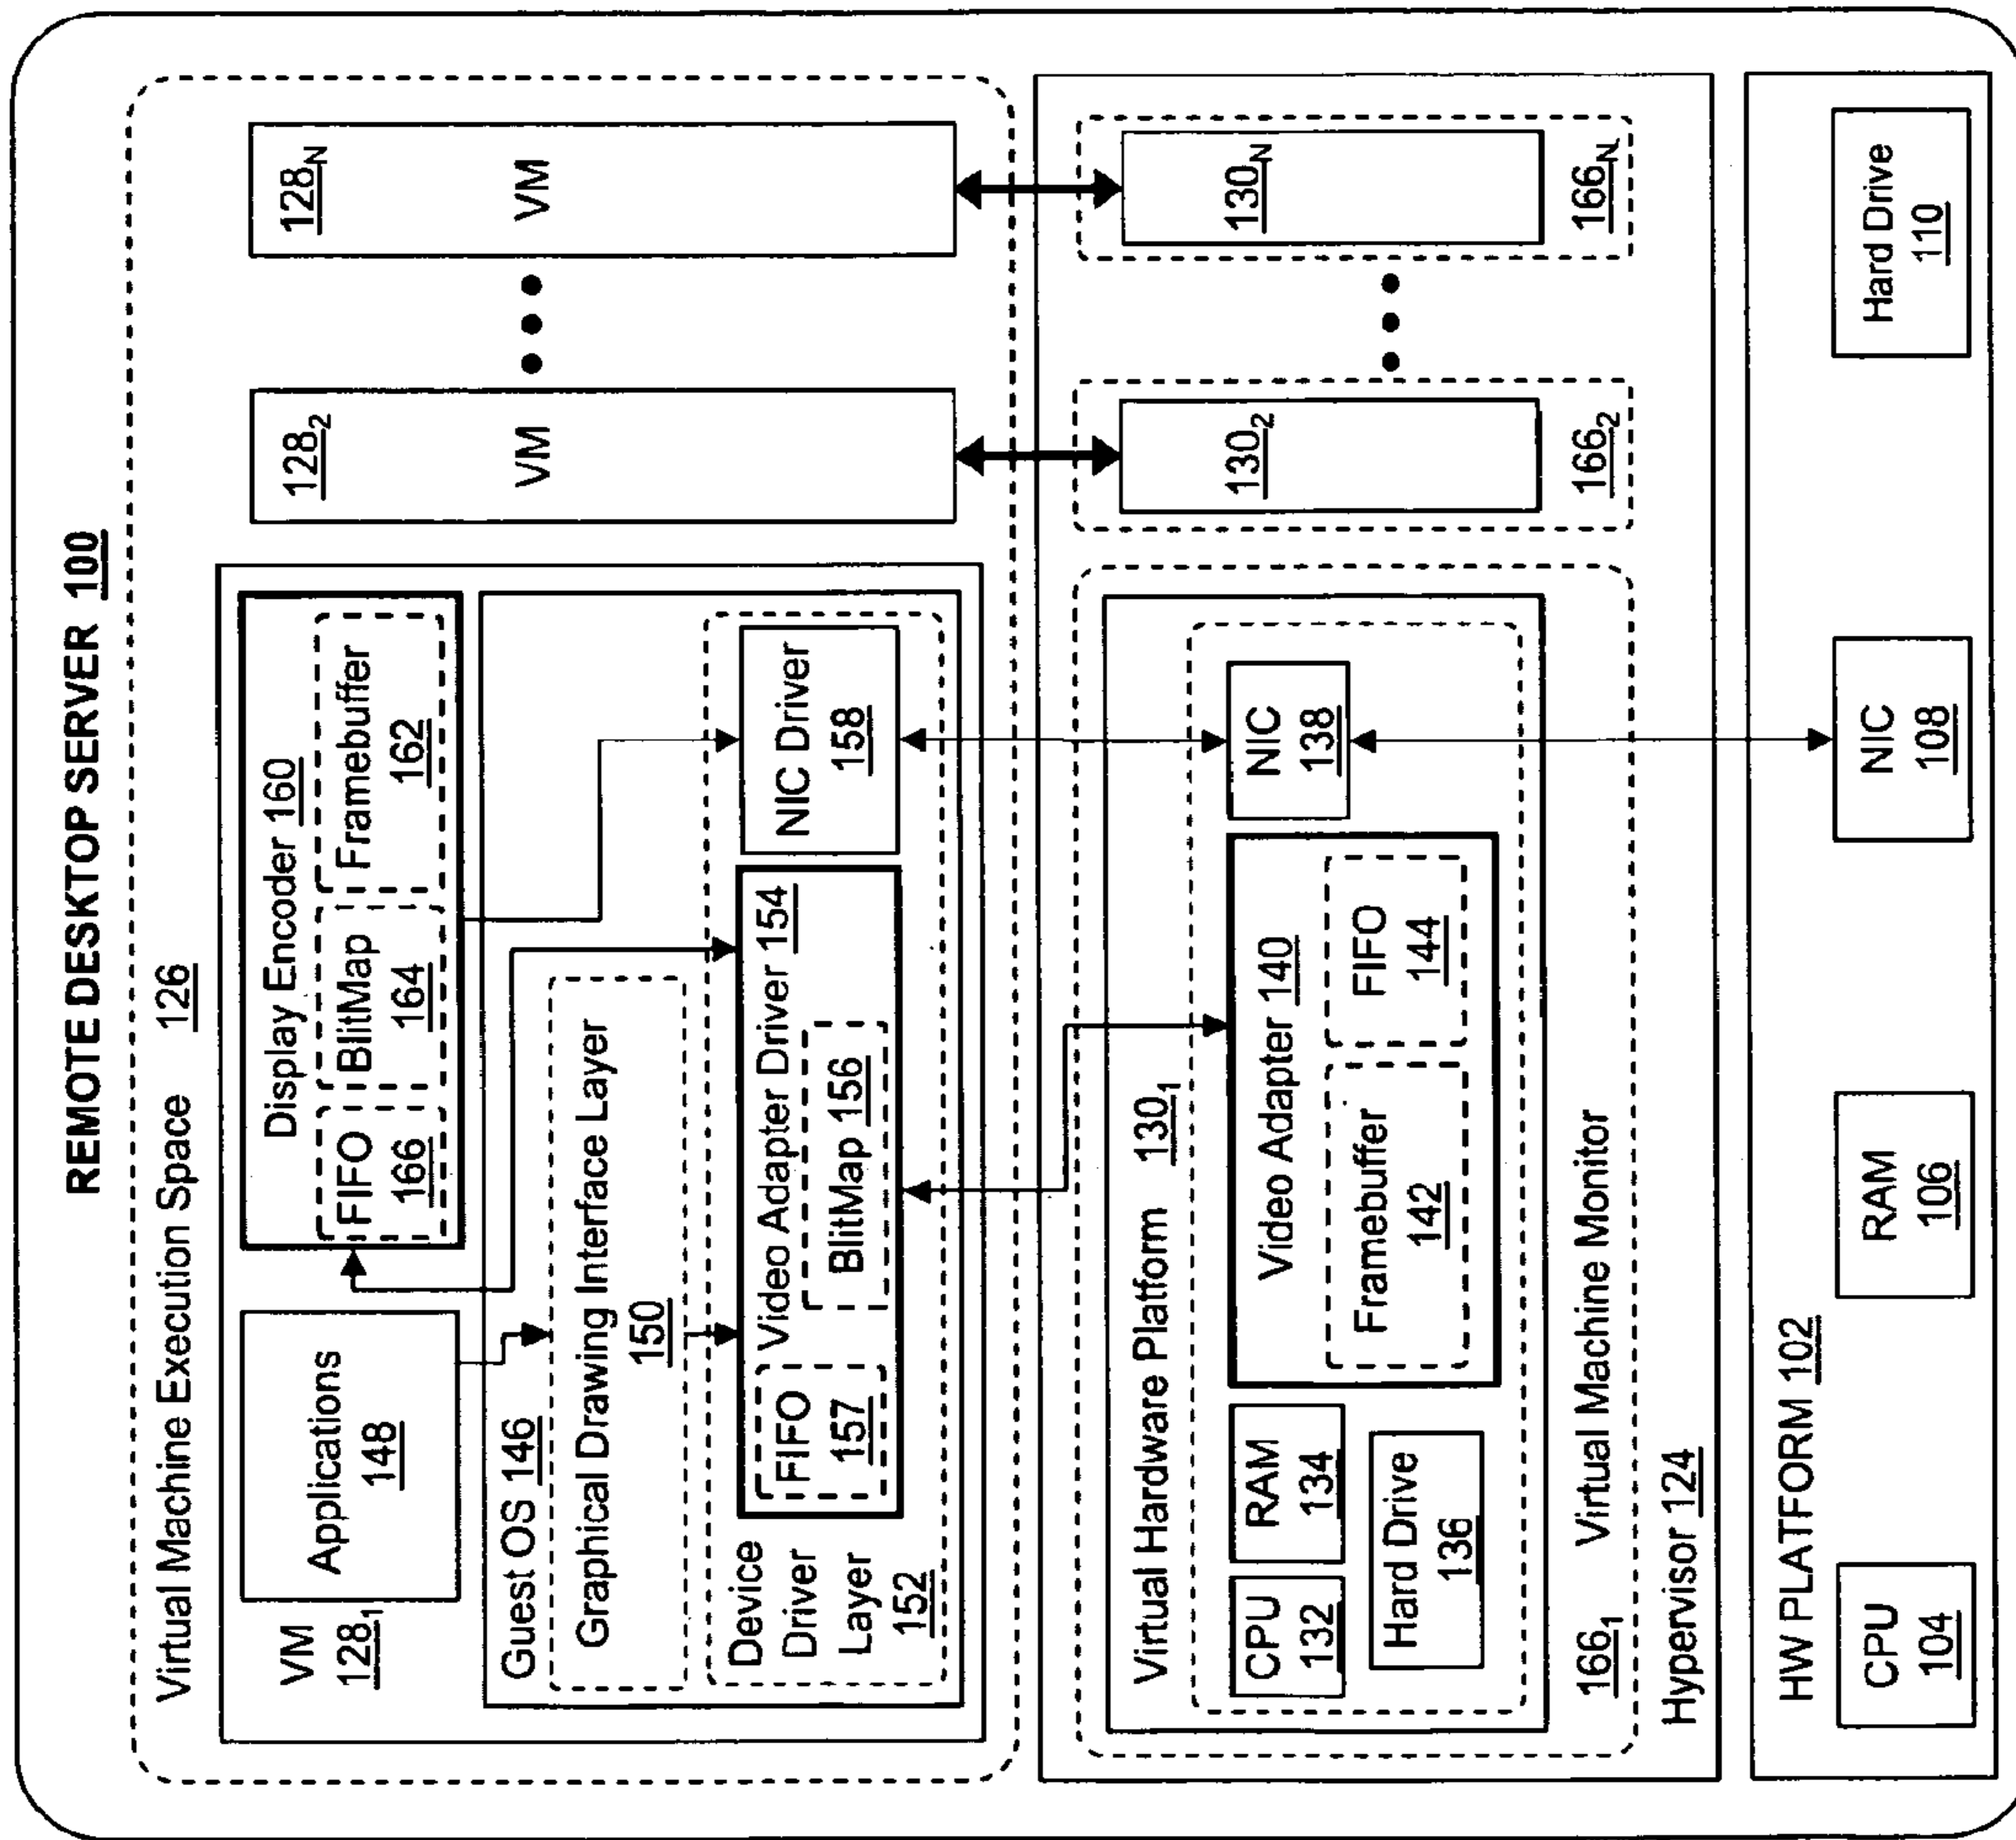 REMOTE DESKTOP SERVER 100
Virtual Machine Execution Space 126
VM
128₁
Applications
148
Display Encoder 160
FIFO
166
BlitMap
164
Framebuffer
162
Guest OS 146
Graphical Drawing Interface Layer
150
Device
Driver
Layer
152
Video Adapter Driver 154
FIFO
157
BlitMap 156
NIC Driver
158
128₂
VM
128N
VM
Virtual Hardware Platform 130₁
CPU
132
RAM
134
Hard Drive
136
Video Adapter 140
Framebuffer
142
FIFO
144
NIC
138
166₁ Virtual Machine Monitor
130₂
166₂
130N
166N
Hypervisor 124
HW PLATFORM 102
CPU
104
RAM
106
NIC
108
Hard Drive
110